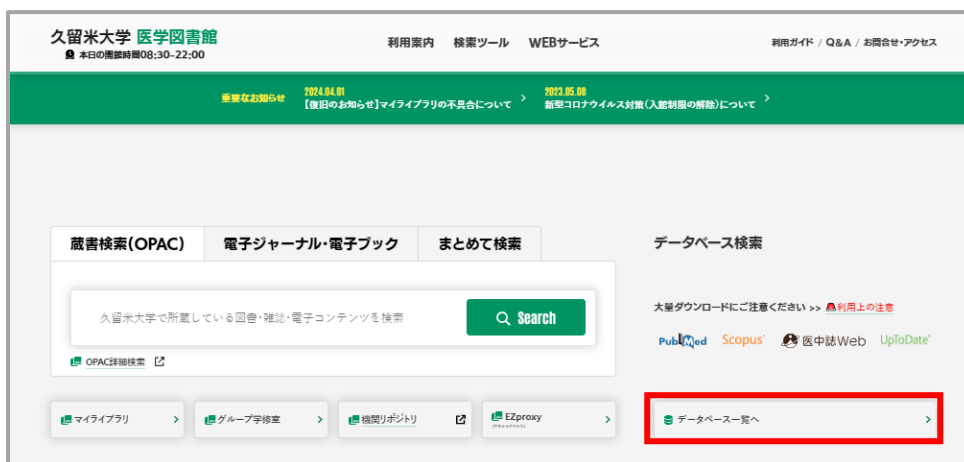 久留米大学 医学図書館
本日の開館時間08:30-22:00
利用案内 検索ツール WEBサービス
利用ガイド / Q&A / お問合せ・アクセス
重要なお知らせ
2024.04.01
【復旧のお知らせ】マイライブラリの不具合について
2023.05.08
新型コロナウイルス対策(入館制限の解除)について
蔵書検索(OPAC) 電子ジャーナル・電子ブック まとめて検索
久留米大学で所蔵している図書・雑誌・電子コンテンツを検索
Search
OPAC詳細検索
データベース検索
大量ダウンロードにご注意ください >> 利用上の注意
PubMed Scopus® 医中誌Web UpToDate®
マイライブラリ グループ学修室 機関リポジトリ EZproxy
データベース一覧へ